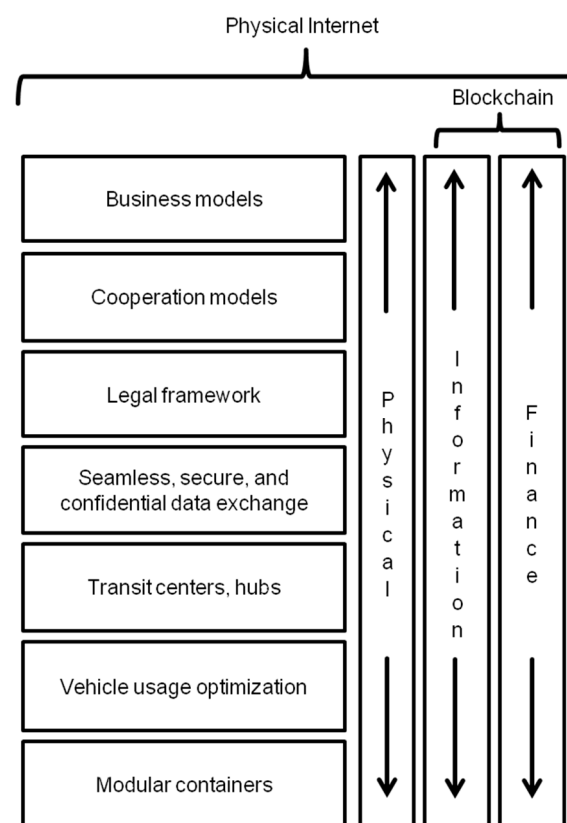 Physical Internet
Blockchain
Business models
Cooperation models
Legal framework
Seamless, secure, and
confidential data exchange
Transit centers, hubs
Vehicle usage optimization
Modular containers
Physical
Information
Finance